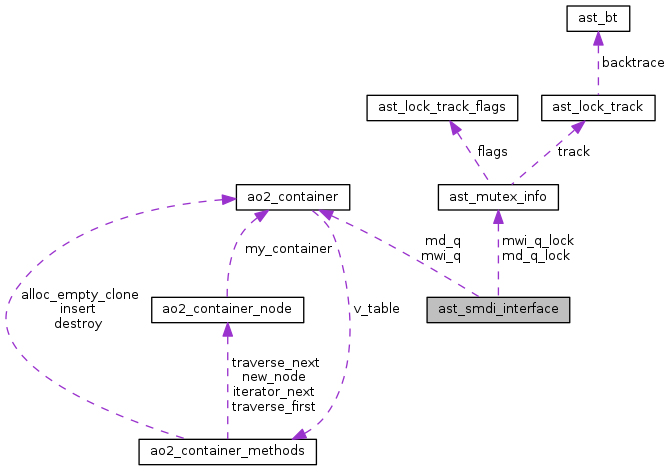 ast_bt
backtrace
ast_lock_track_flags
ast_lock_track
flags
track
ao2_container
ast_mutex_info
my_container
md_q
mwi_q
mwi_q_lock
md_q_lock
alloc_empty_clone
insert
destroy
ao2_container_node
v_table
ast_smdi_interface
traverse_next
new_node
iterator_next
traverse_first
ao2_container_methods